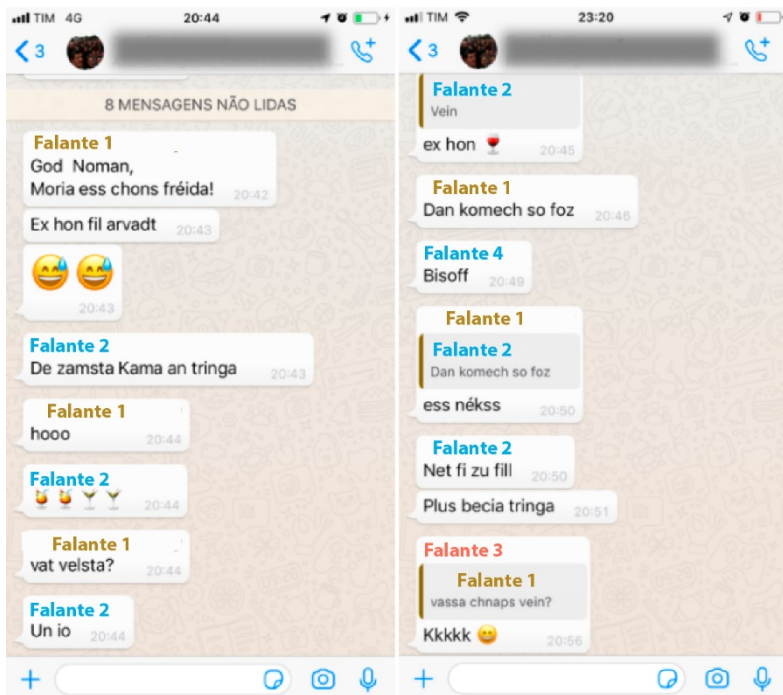 TIM 4G 20:44
3
8 MENSAGENS NÃO LIDAS
Falante 1
God Noman,
Moria ess chons fréida! 20:42
Ex hon fil arvadt 20:43
😅 😅
20:43
Falante 2
De zamsta Kama an tringa 20:43
Falante 1
hooo 20:44
Falante 2
🍹 🍹 🍸 🍸 20:44
Falante 1
vat velsta? 20:44
Falante 2
Un io 20:44
TIM 23:20
3
Falante 2
Vein
ex hon 🍷 20:45
Falante 1
Dan komech so foz 20:46
Falante 4
Bisoff 20:49
Falante 1
Falante 2
Dan komech so foz
ess nékss 20:50
Falante 2
Net fi zu fill 20:50
Plus becia tringa 20:51
Falante 3
Falante 1
vassa chnaps vein?
Kkkkk 😄 20:56